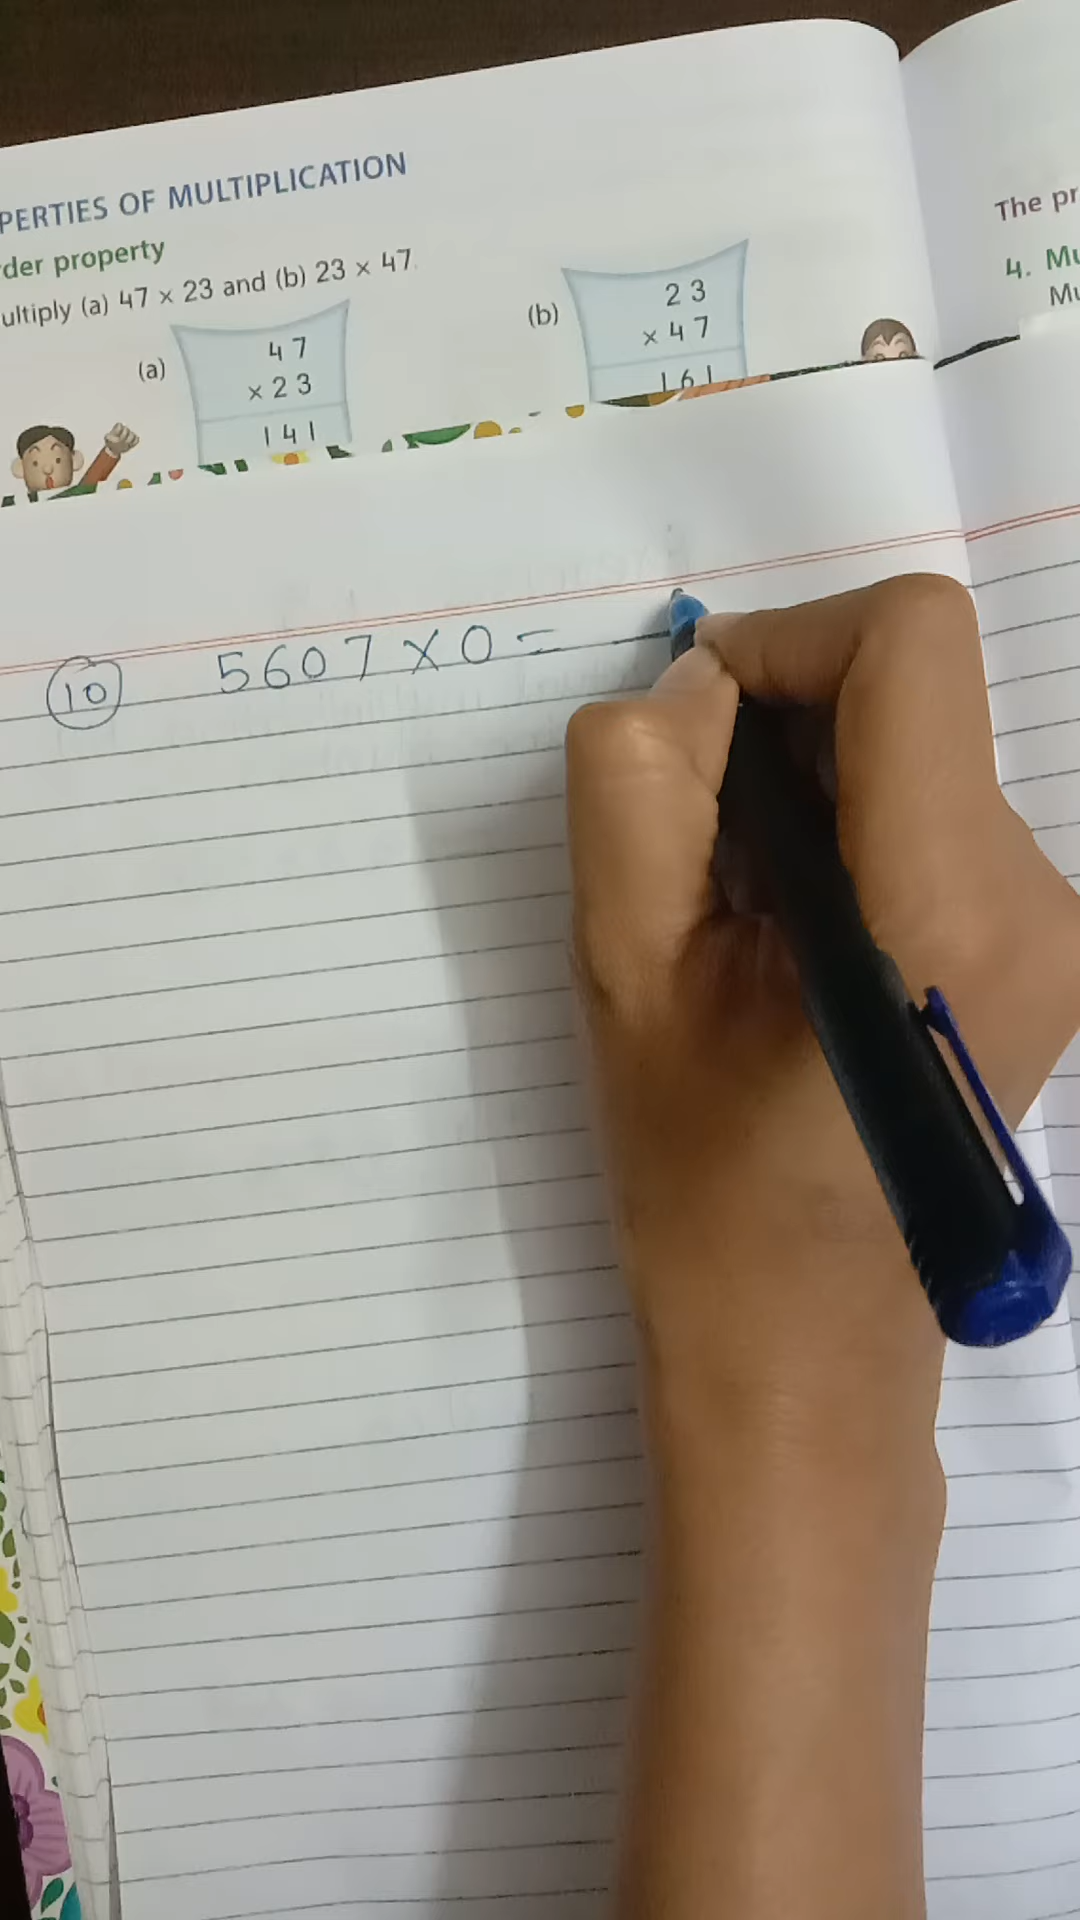 PERTIES OF MULTIPLICATION
der property
ultiply (a) 47 × 23 and (b) 23 × 47.
(a)
47
× 23
141
(b)
23
× 47
161
The pr
4. Mu
Mu
10 5607 × 0 =